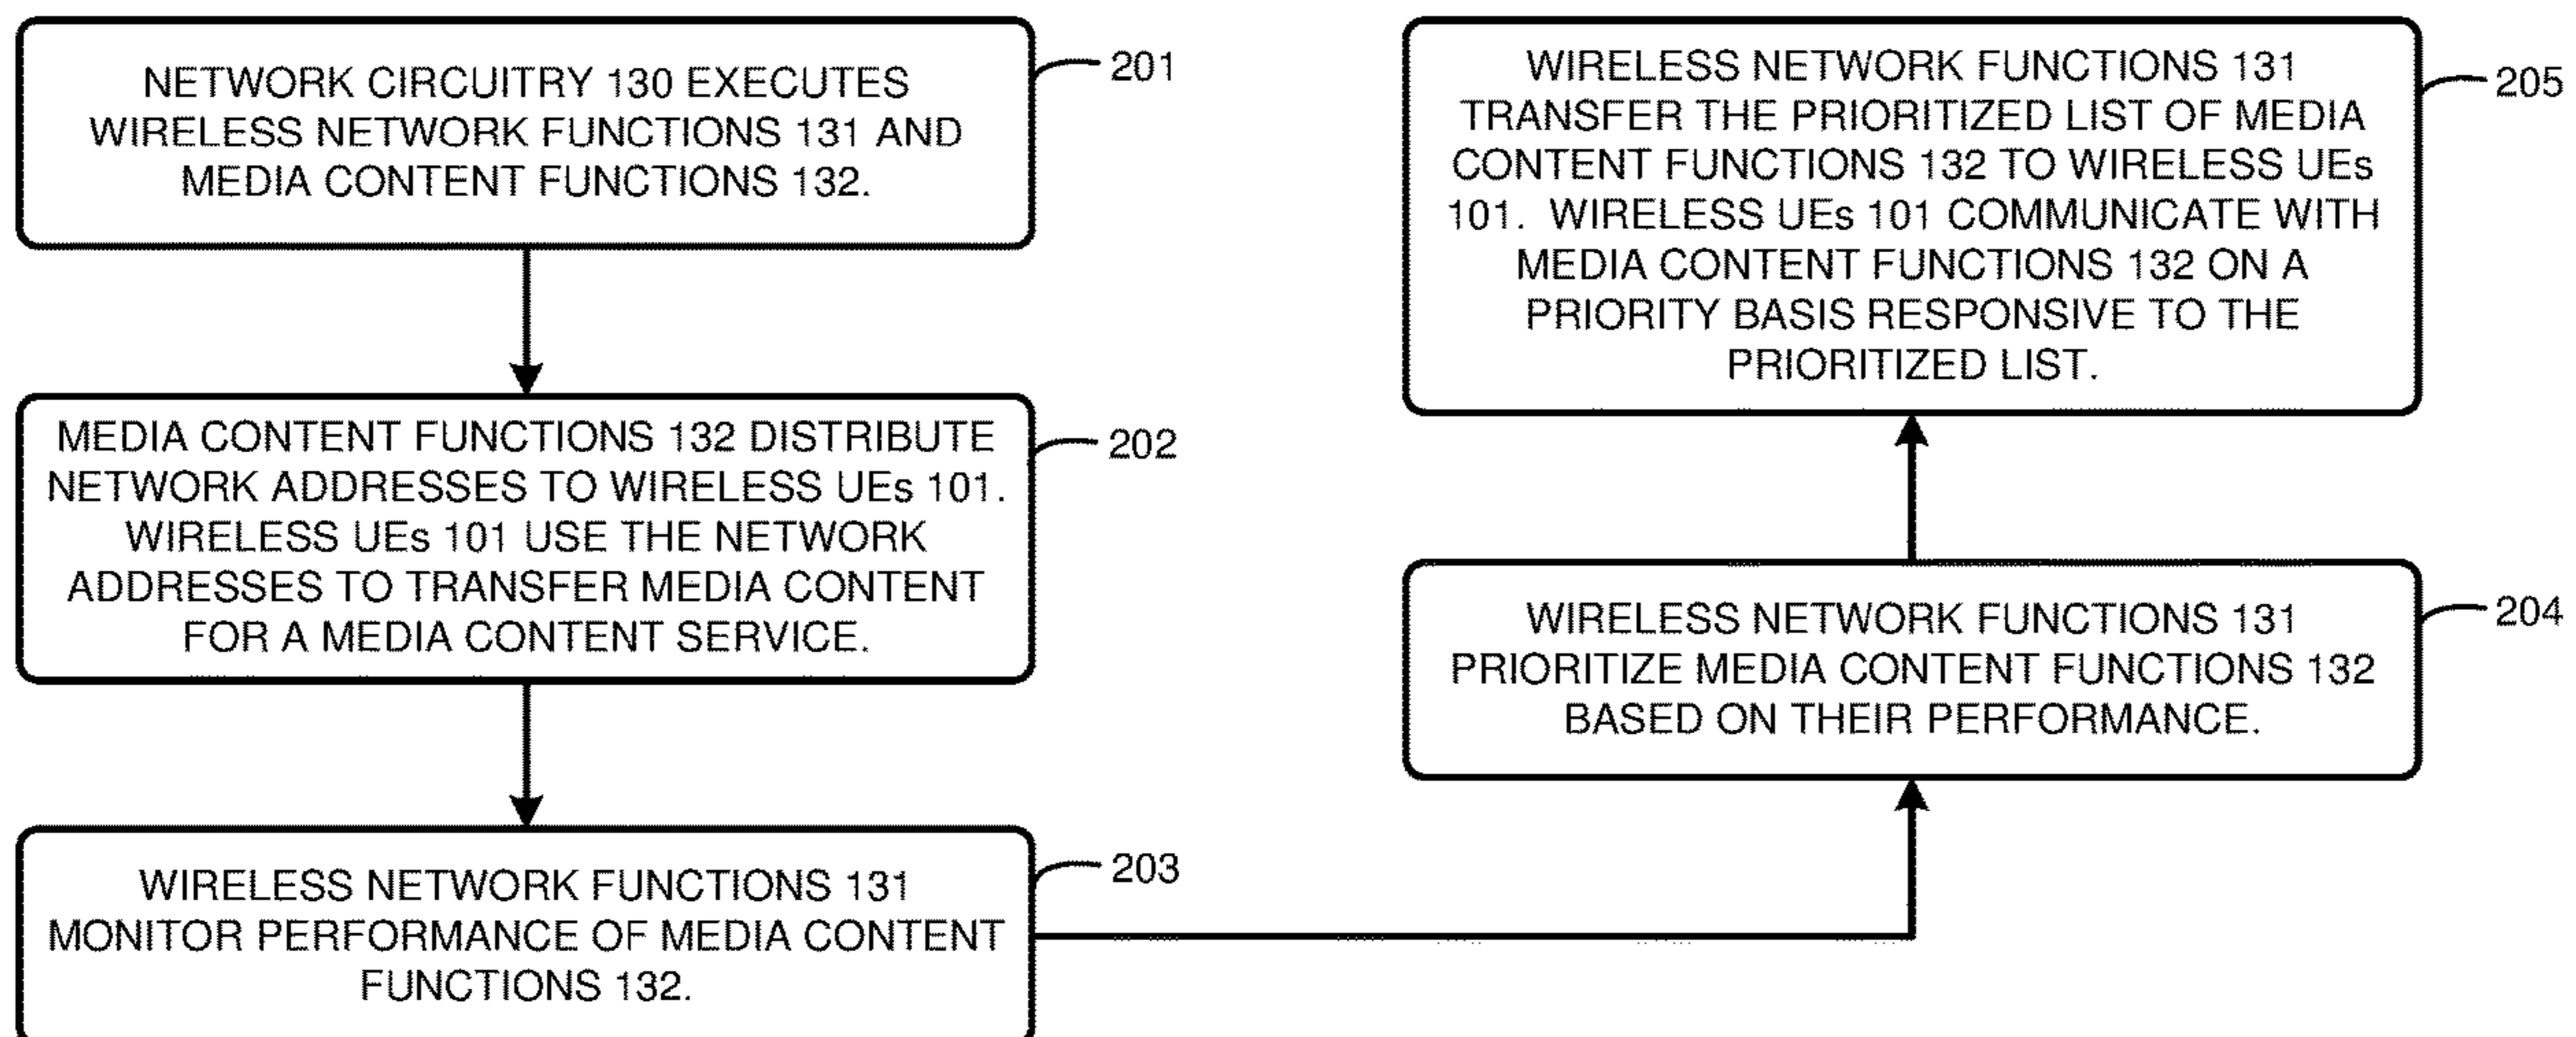 NETWORK CIRCUITRY 130 EXECUTES
WIRELESS NETWORK FUNCTIONS 131 AND
MEDIA CONTENT FUNCTIONS 132.
201
MEDIA CONTENT FUNCTIONS 132 DISTRIBUTE
NETWORK ADDRESSES TO WIRELESS UEs 101.
WIRELESS UEs 101 USE THE NETWORK
ADDRESSES TO TRANSFER MEDIA CONTENT
FOR A MEDIA CONTENT SERVICE.
202
WIRELESS NETWORK FUNCTIONS 131
MONITOR PERFORMANCE OF MEDIA CONTENT
FUNCTIONS 132.
203
WIRELESS NETWORK FUNCTIONS 131
PRIORITIZE MEDIA CONTENT FUNCTIONS 132
BASED ON THEIR PERFORMANCE.
204
WIRELESS NETWORK FUNCTIONS 131
TRANSFER THE PRIORITIZED LIST OF MEDIA
CONTENT FUNCTIONS 132 TO WIRELESS UEs
101. WIRELESS UEs 101 COMMUNICATE WITH
MEDIA CONTENT FUNCTIONS 132 ON A
PRIORITY BASIS RESPONSIVE TO THE
PRIORITIZED LIST.
205